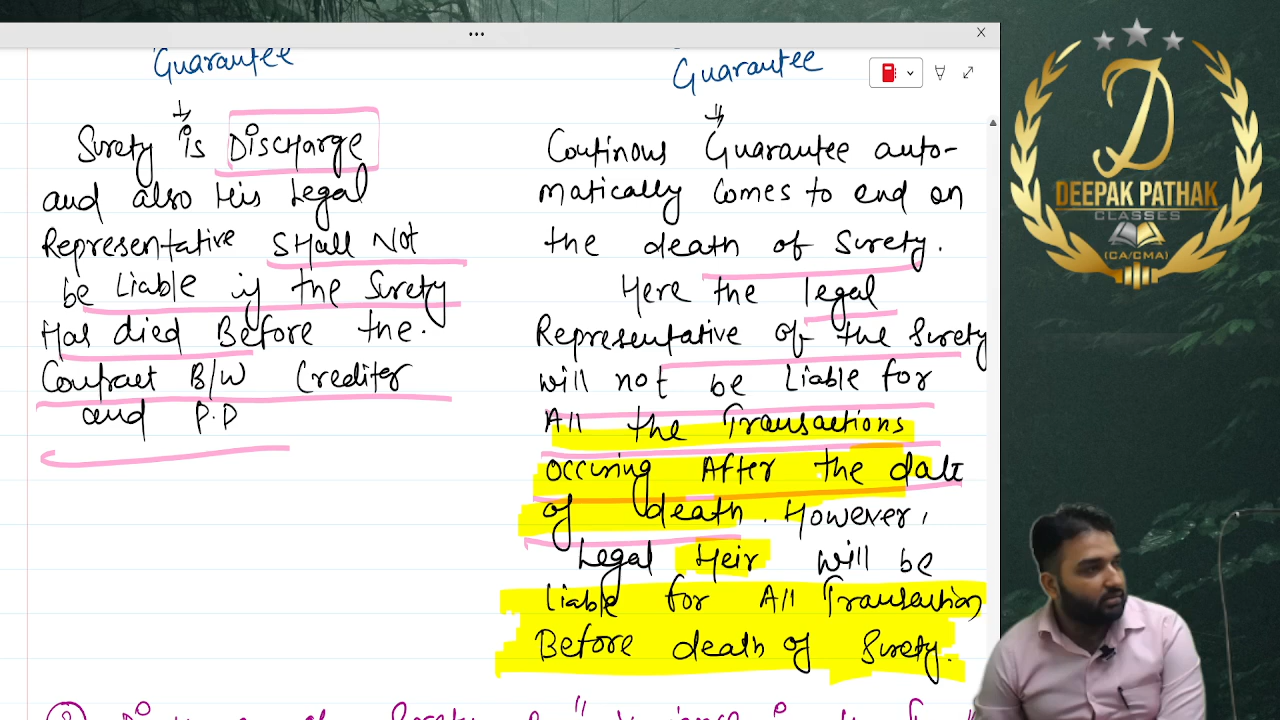 Guarantee
Surety is Discharge
and also His Legal
Representative SHall Not
be Liable if the Surety
Has died Before the.
Contract B/W Crediter
and P.D
Guarantee
Continous Guarantee auto-
matically Comes to end on
the death of Surety.
Here the legal
Representative of the Surety
will not be Liable for
All the Transactions
occuring After the date
of death. However,
Legal Heir will be
Liable for All Transaction
Before death of Surety.
D
DEEPAK PATHAK
CLASSES
(CA/CMA)